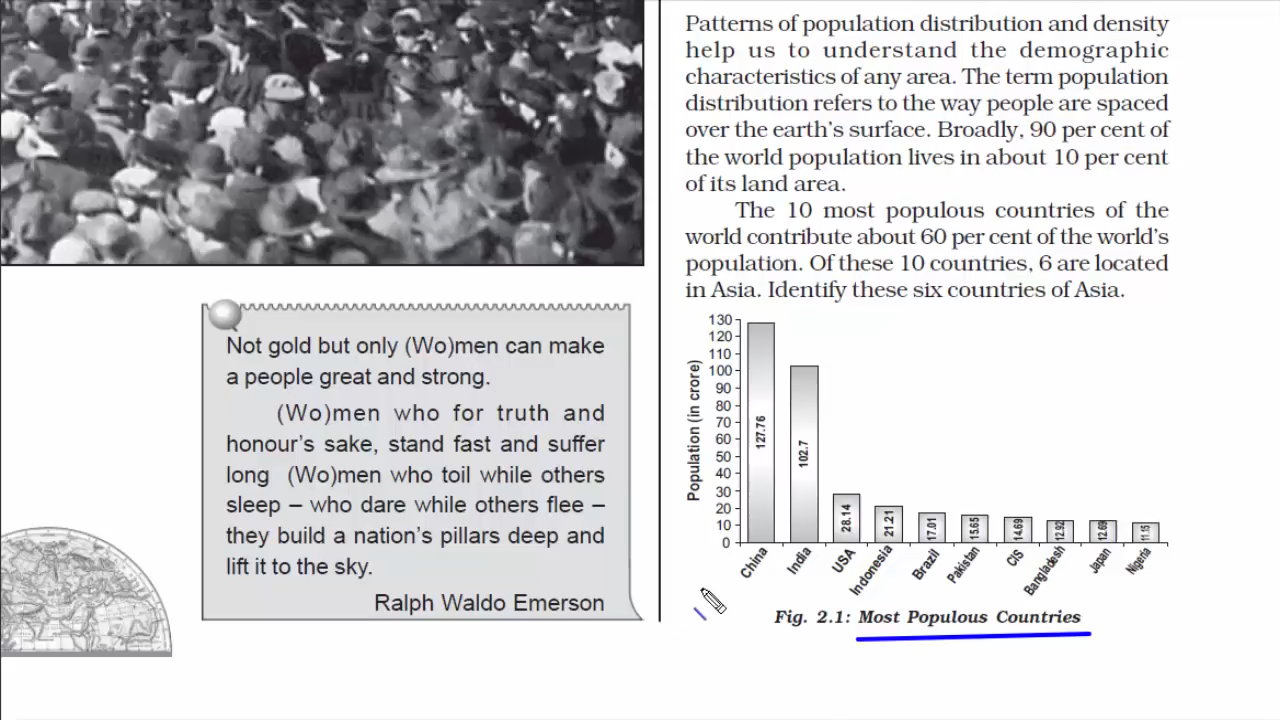 Not gold but only (Wo)men can make
a people great and strong.
(Wo)men who for truth and
honour's sake, stand fast and suffer
long (Wo)men who toil while others
sleep – who dare while others flee –
they build a nation's pillars deep and
lift it to the sky.
Ralph Waldo Emerson
Patterns of population distribution and density
help us to understand the demographic
characteristics of any area. The term population
distribution refers to the way people are spaced
over the earth's surface. Broadly, 90 per cent of
the world population lives in about 10 per cent
of its land area.
The 10 most populous countries of the
world contribute about 60 per cent of the world's
population. Of these 10 countries, 6 are located
in Asia. Identify these six countries of Asia.
Population (in crore)
130
120
110
100
90
80
70
60
50
40
30
20
10
0
127.76
102.7
28.14
21.21
17.01
15.65
14.69
12.92
12.69
11.15
China
India
USA
Indonesia
Brazil
Pakistan
CIS
Bangladesh
Japan
Nigeria
Fig. 2.1: Most Populous Countries